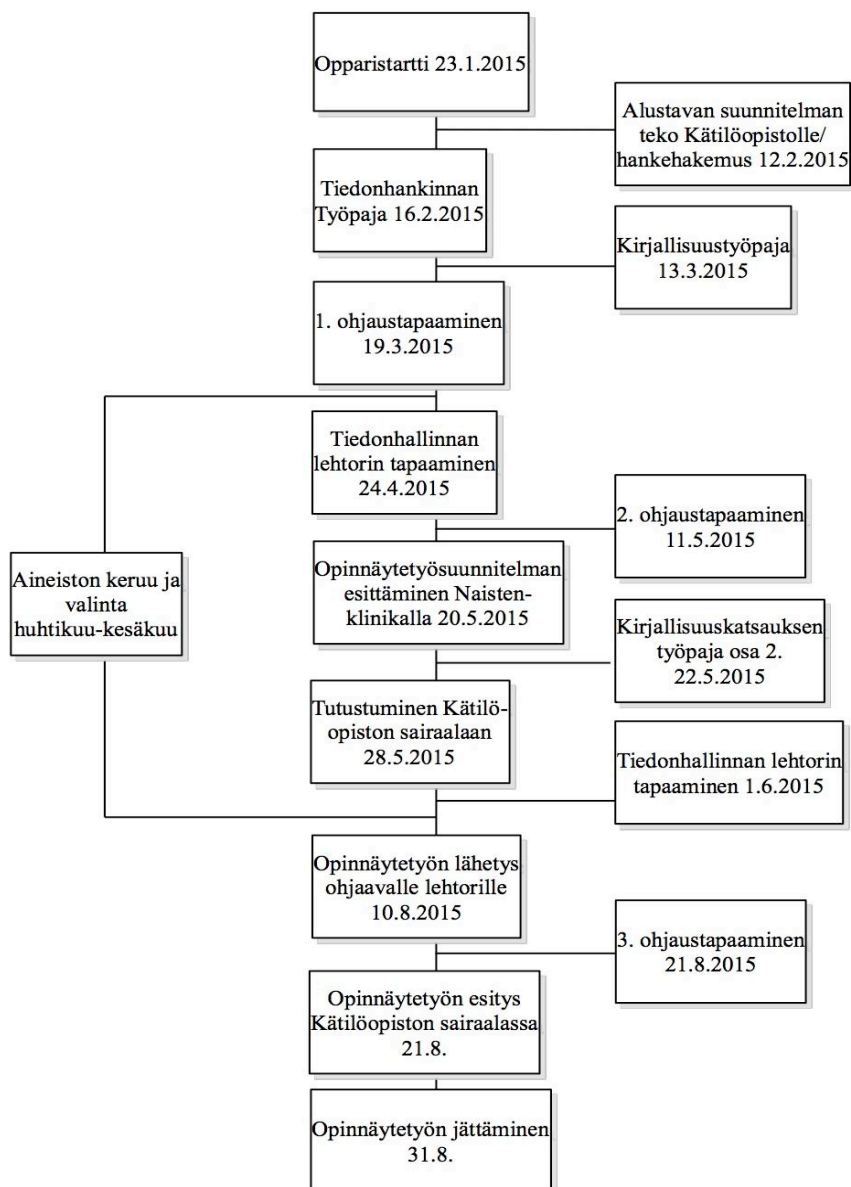 Opparistartti 23.1.2015
Alustavan suunnitelman
teko Kätilöopistolle/
hankehakemus 12.2.2015
Tiedonhankinnan
Työpaja 16.2.2015
Kirjallisuustyöpaja
13.3.2015
1. ohjaustapaaminen
19.3.2015
Tiedonhallinnan
lehtorin tapaaminen
24.4.2015
2. ohjaustapaaminen
11.5.2015
Aineiston keruu ja
valinta
huhtikuu-kesäkuu
Opinnäytetyösuunnitelman
esittäminen Naisten-
klinikalla 20.5.2015
Kirjallisuuskatsauksen
työpaja osa 2.
22.5.2015
Tutustuminen Kätilö-
opiston sairaalaan
28.5.2015
Tiedonhallinnan lehtorin
tapaaminen 1.6.2015
Opinnäytetyön lähetys
ohjaavalle lehtorille
10.8.2015
3. ohjaustapaaminen
21.8.2015
Opinnäytetyön esitys
Kätilöopiston sairaalassa
21.8.
Opinnäytetyön jättäminen
31.8.